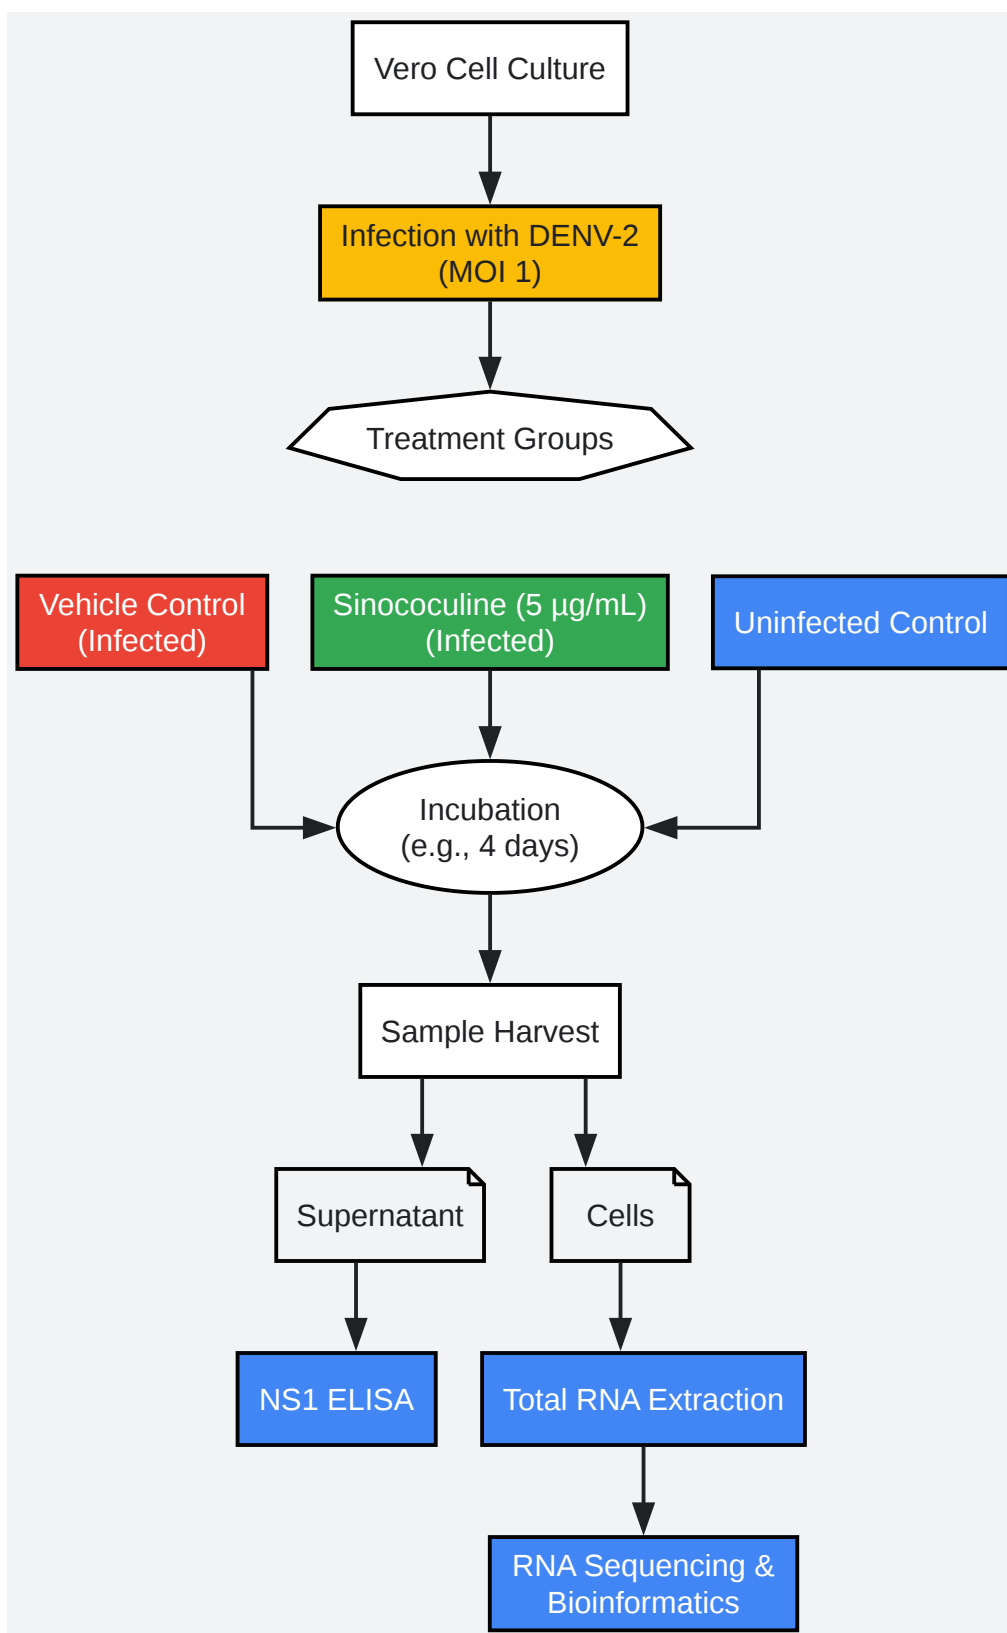 Vero Cell Culture
Infection with DENV-2
(MOI 1)
Treatment Groups
Vehicle Control
(Infected)
Sinococuline (5 µg/mL)
(Infected)
Uninfected Control
Incubation
(e.g., 4 days)
Sample Harvest
Supernatant
Cells
NS1 ELISA
Total RNA Extraction
RNA Sequencing &
Bioinformatics